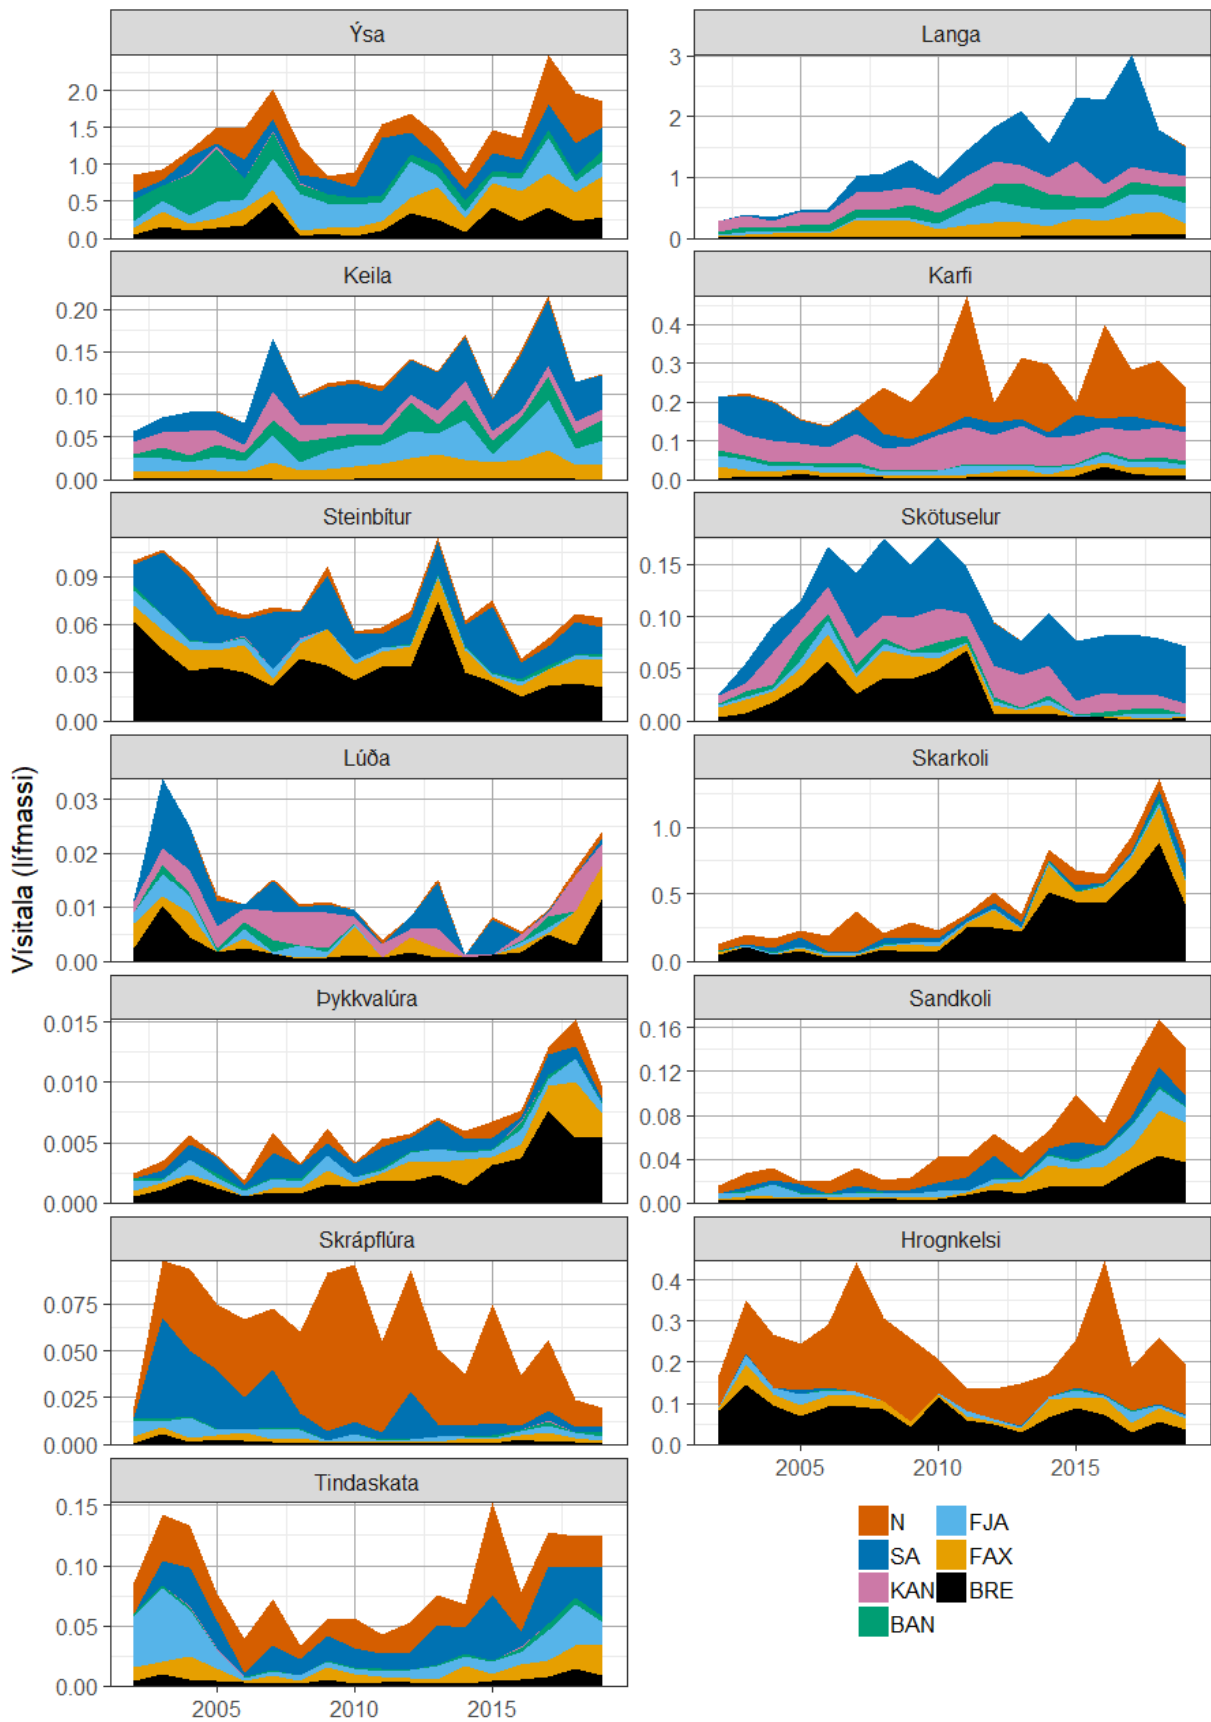 Vísitala (lífmassi)
Ýsa
2.0
1.5
1.0
0.5
0.0
Langa
3
2
1
0
Keila
0.20
0.15
0.10
0.05
0.00
Karfi
0.4
0.3
0.2
0.1
0.0
Steinbítur
0.09
0.06
0.03
0.00
Skötuselur
0.15
0.10
0.05
0.00
Lúða
0.03
0.02
0.01
0.00
Skarkoli
1.0
0.5
0.0
Þykkvalúra
0.015
0.010
0.005
0.000
Sandkoli
0.16
0.12
0.08
0.04
0.00
Skrápflúra
0.075
0.050
0.025
0.000
Hrognkelsi
0.4
0.3
0.2
0.1
0.0
2005 2010 2015
Tindaskata
0.15
0.10
0.05
0.00
2005 2010 2015
N FJA
SA FAX
KAN BRE
BAN